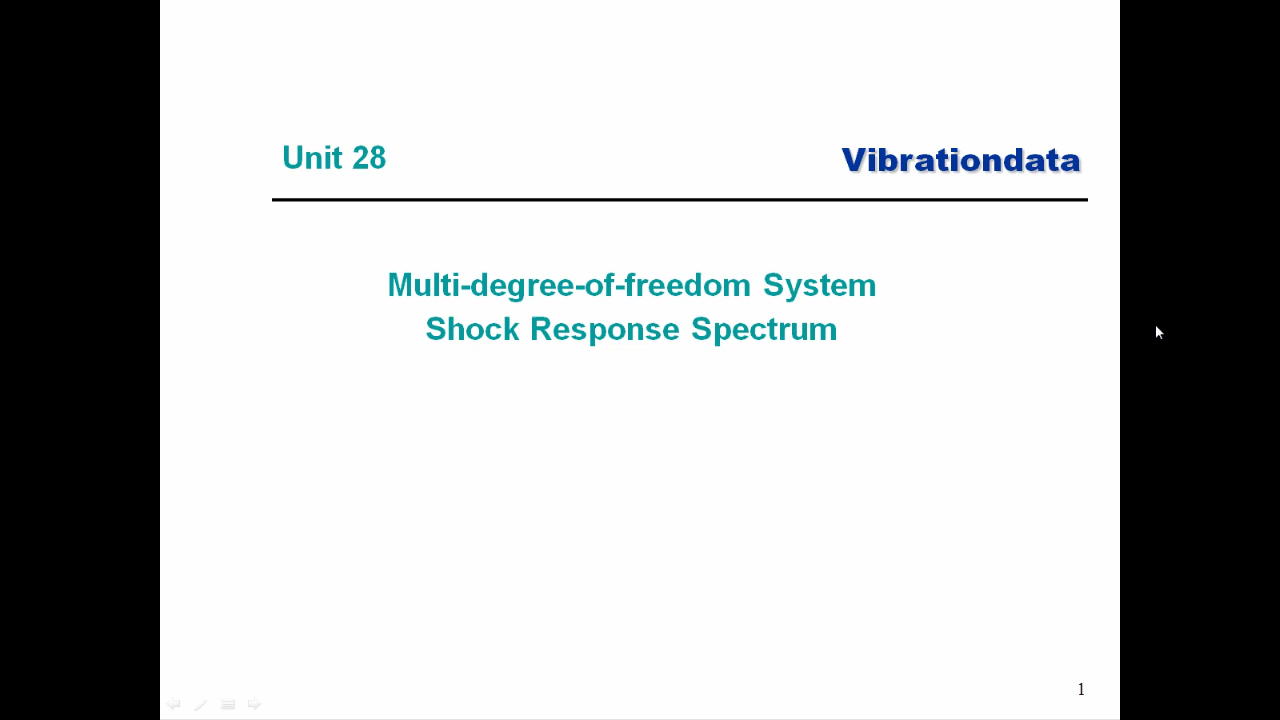 Unit 28
Vibrationdata
Multi-degree-of-freedom System
Shock Response Spectrum
1